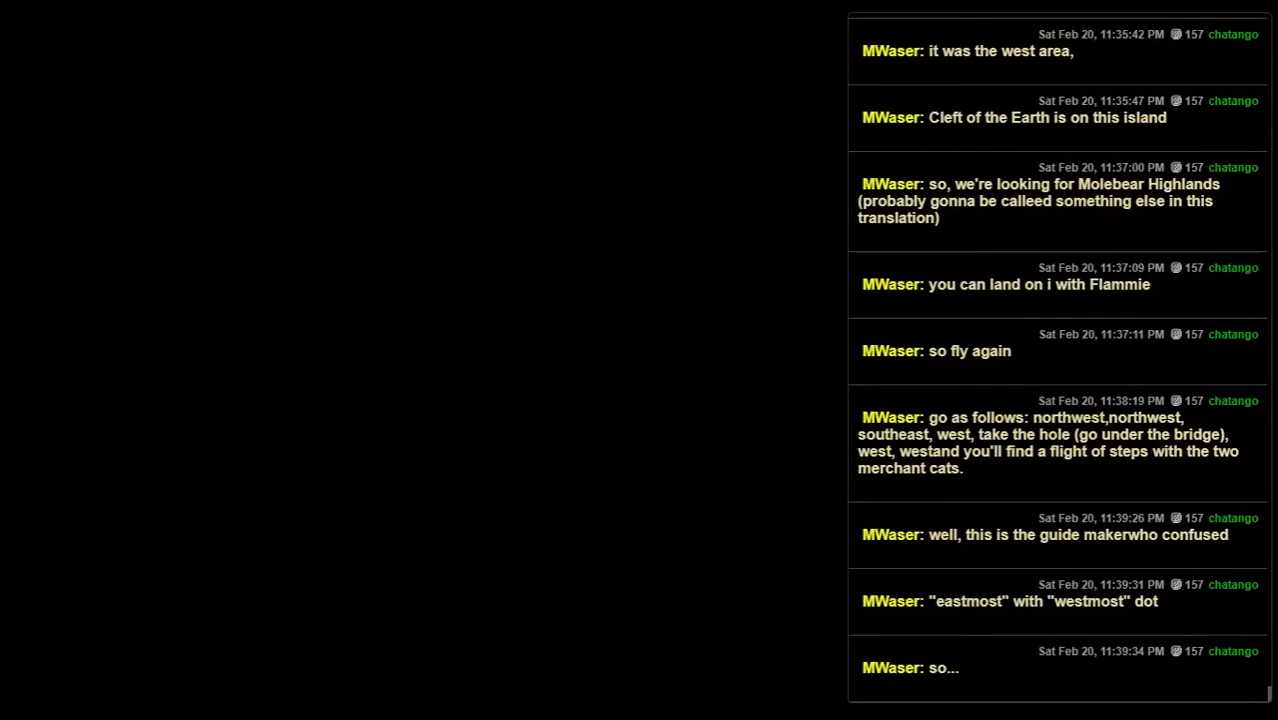 Sat Feb 20, 11:35:42 PM 157 chatango
MWaser: it was the west area,
Sat Feb 20, 11:35:47 PM 157 chatango
MWaser: Cleft of the Earth is on this island
Sat Feb 20, 11:37:00 PM 157 chatango
MWaser: so, we're looking for Molebear Highlands
(probably gonna be calleed something else in this
translation)
Sat Feb 20, 11:37:09 PM 157 chatango
MWaser: you can land on i with Flammie
Sat Feb 20, 11:37:11 PM 157 chatango
MWaser: so fly again
Sat Feb 20, 11:38:19 PM 157 chatango
MWaser: go as follows: northwest,northwest,
southeast, west, take the hole (go under the bridge),
west, westand you'll find a flight of steps with the two
merchant cats.
Sat Feb 20, 11:39:26 PM 157 chatango
MWaser: well, this is the guide makerwho confused
Sat Feb 20, 11:39:31 PM 157 chatango
MWaser: "eastmost" with "westmost" dot
Sat Feb 20, 11:39:34 PM 157 chatango
MWaser: so...